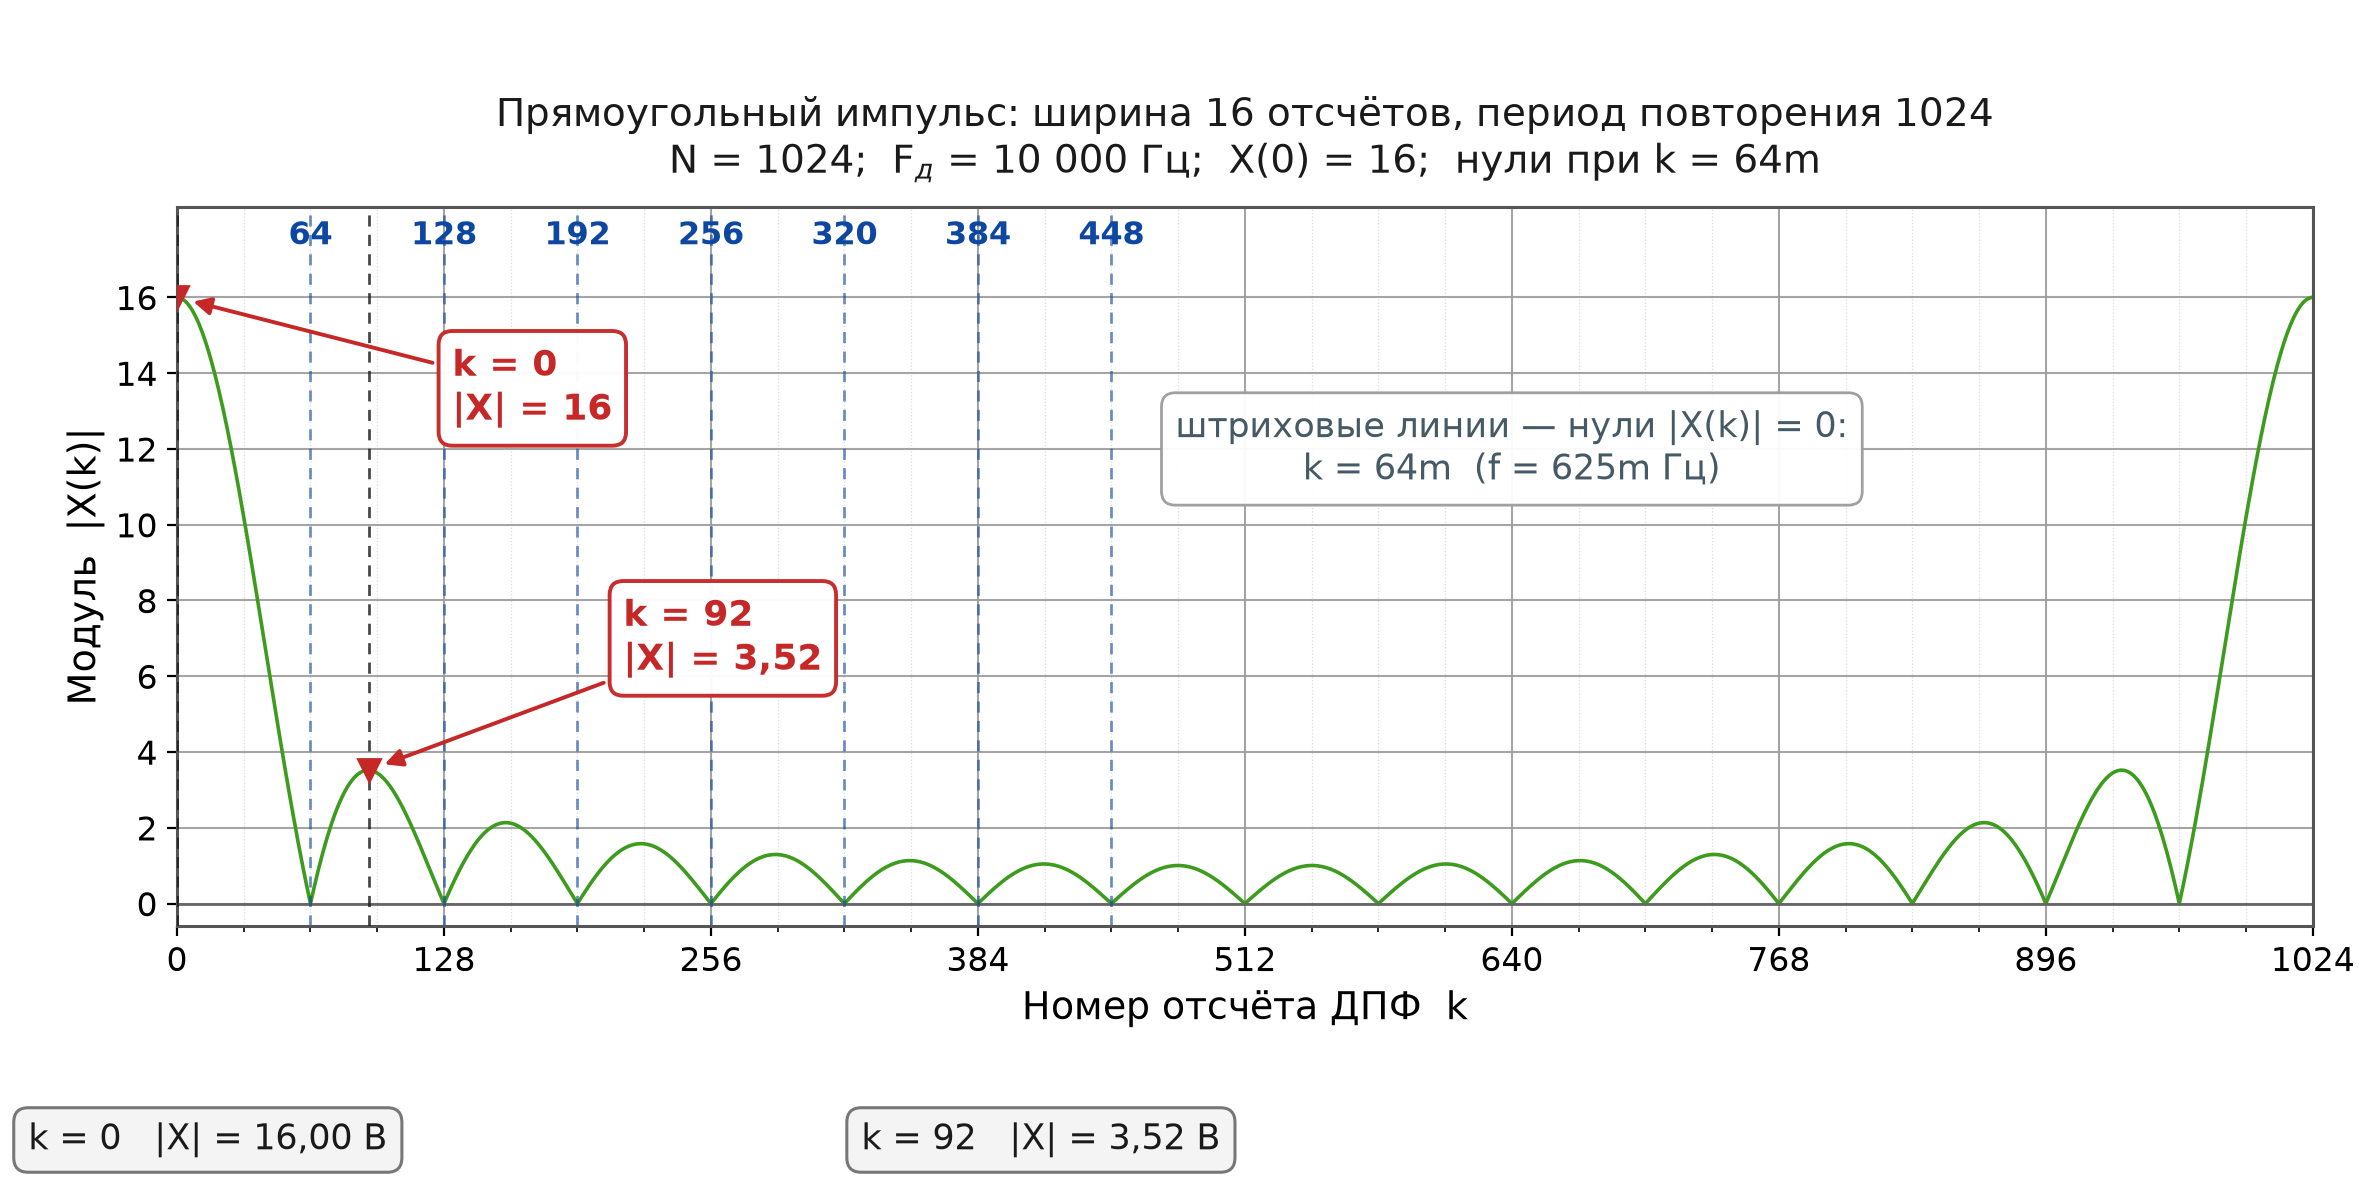 Прямоугольный импульс: ширина 16 отсчётов, период повторения 1024
N = 1024;  Fд = 10 000 Гц;  X(0) = 16;  нули при k = 64m
64 128 192 256 320 384 448
16
14
12
10
8
6
4
2
0
Модуль |X(k)|
k = 0
|X| = 16
штриховые линии — нули |X(k)| = 0:
k = 64m  (f = 625m Гц)
k = 92
|X| = 3,52
0 128 256 384 512 640 768 896 1024
Номер отсчёта ДПФ  k
k = 0   |X| = 16,00 В
k = 92   |X| = 3,52 В